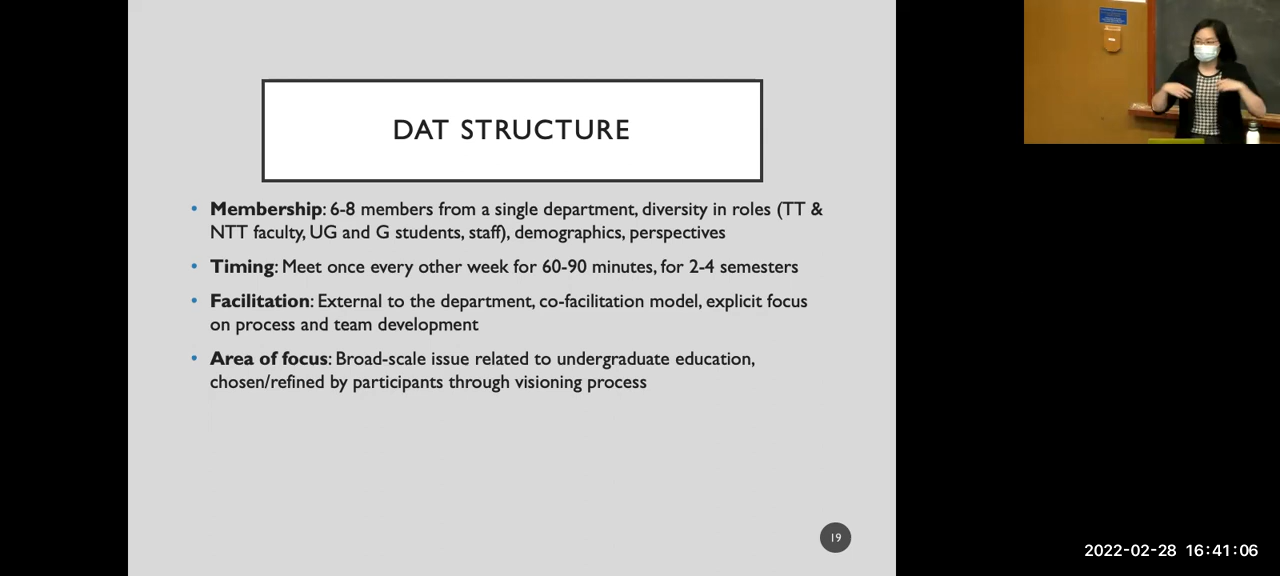 DAT STRUCTURE
• Membership: 6-8 members from a single department, diversity in roles (TT &
NTT faculty, UG and G students, staff), demographics, perspectives
• Timing: Meet once every other week for 60-90 minutes, for 2-4 semesters
• Facilitation: External to the department, co-facilitation model, explicit focus
on process and team development
• Area of focus: Broad-scale issue related to undergraduate education,
chosen/refined by participants through visioning process
19
2022-02-28 16:41:06